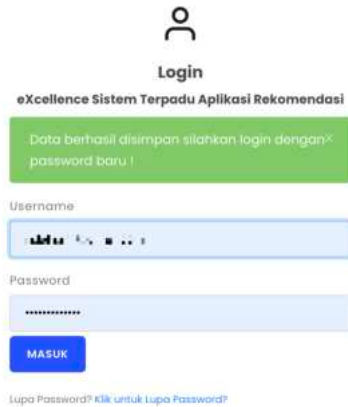 Login
eXcellence Sistem Terpadu Aplikasi Rekomendasi
Data berhasil disimpan silahkan login dengan
password baru !
Username
Password
•••••••••••••
MASUK
Lupa Password? Klik untuk Lupa Password?